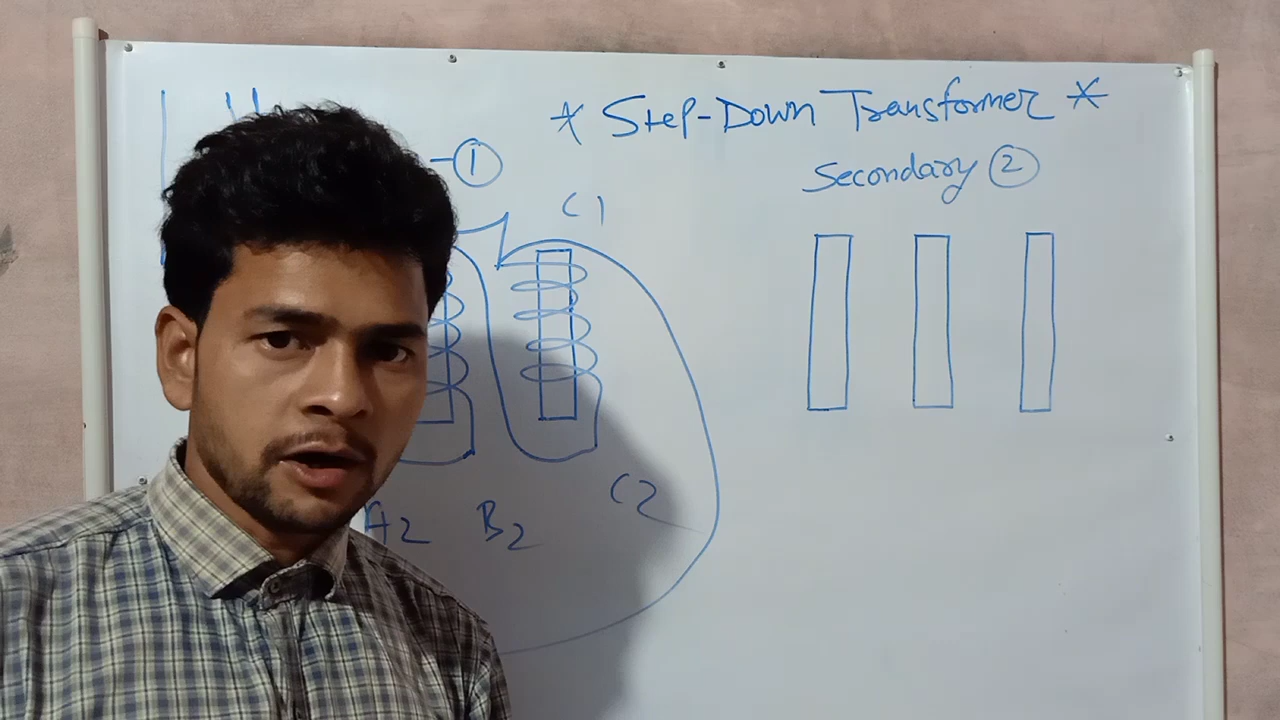 * Step-Down Transformer *
①
Secondary ②
C1
A2 B2 C2